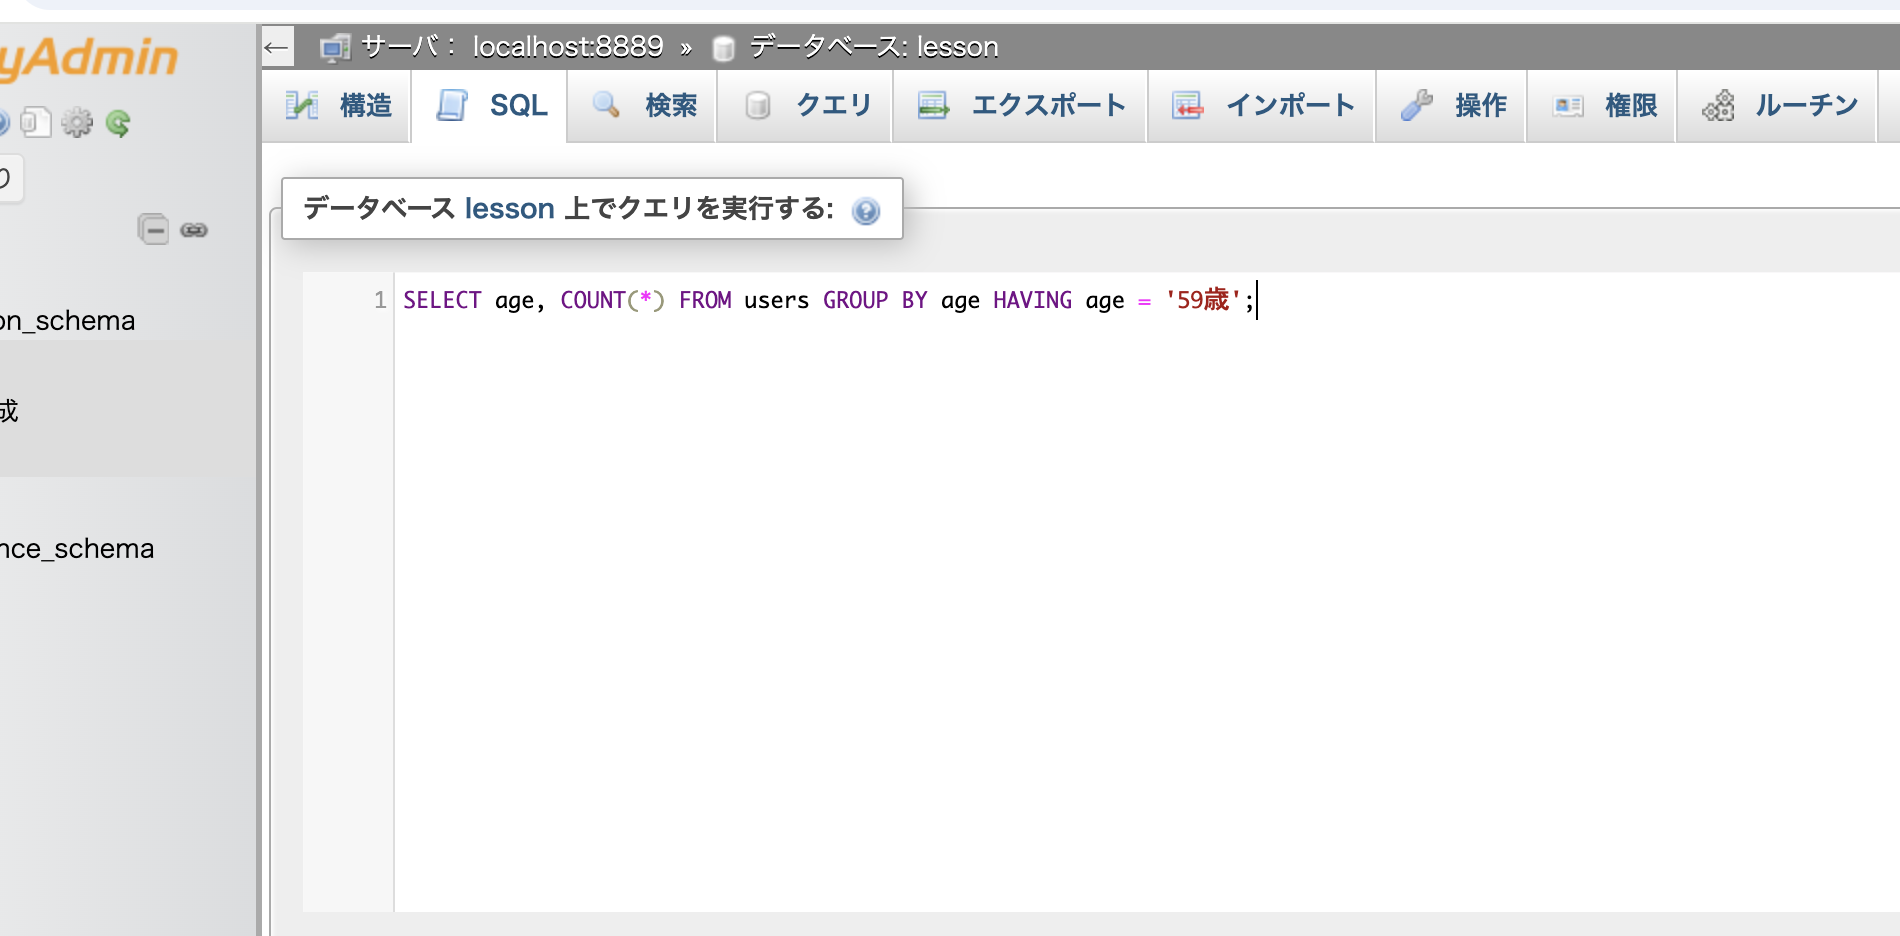 yAdmin
← サーバ： localhost:8889 » データベース: lesson
構造 SQL 検索 クエリ エクスポート インポート 操作 権限 ルーチン
データベース lesson 上でクエリを実行する:
1 SELECT age, COUNT(*) FROM users GROUP BY age HAVING age = '59歳';
on_schema
成
nce_schema